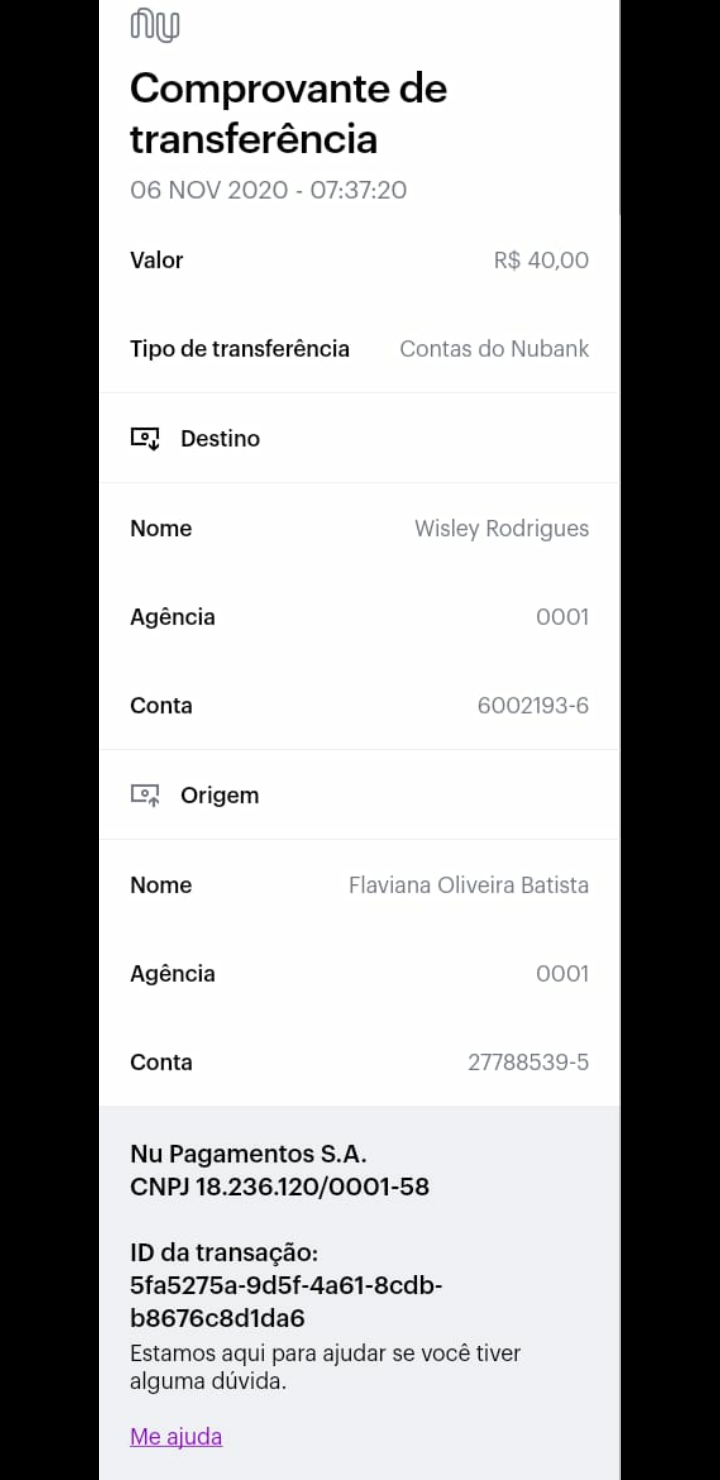 nu
Comprovante de
transferência
06 NOV 2020 - 07:37:20
Valor R$ 40,00
Tipo de transferência Contas do Nubank
Destino
Nome Wisley Rodrigues
Agência 0001
Conta 6002193-6
Origem
Nome Flaviana Oliveira Batista
Agência 0001
Conta 27788539-5
Nu Pagamentos S.A.
CNPJ 18.236.120/0001-58
ID da transação:
5fa5275a-9d5f-4a61-8cdb-
b8676c8d1da6
Estamos aqui para ajudar se você tiver
alguma dúvida.
Me ajuda